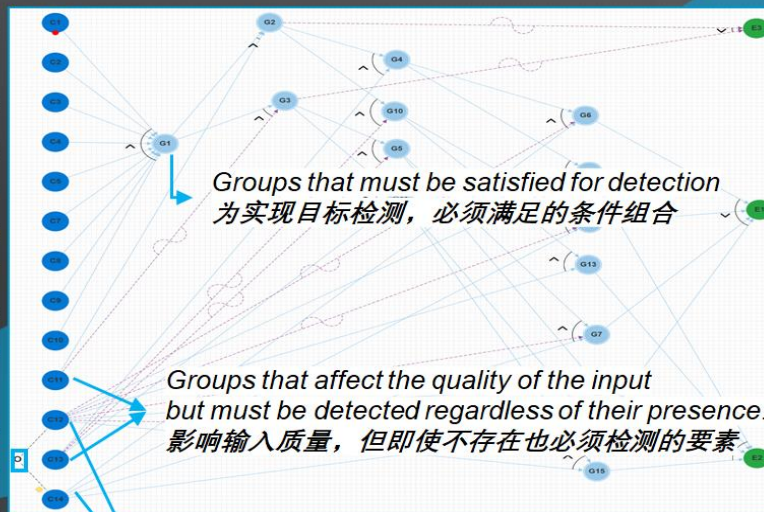 C1
G2
E3
C2
G4
C3
G3
G10
G6
C4
G1
G5
C6
Groups that must be satisfied for detection
为实现目标检测，必须满足的条件组合
E1
C7
C8
G13
C9
C10
G7
C11
Groups that affect the quality of the input
but must be detected regardless of their presence.
影响输入质量，但即使不存在也必须检测的要素
C12
O
C13
E2
G15
C14